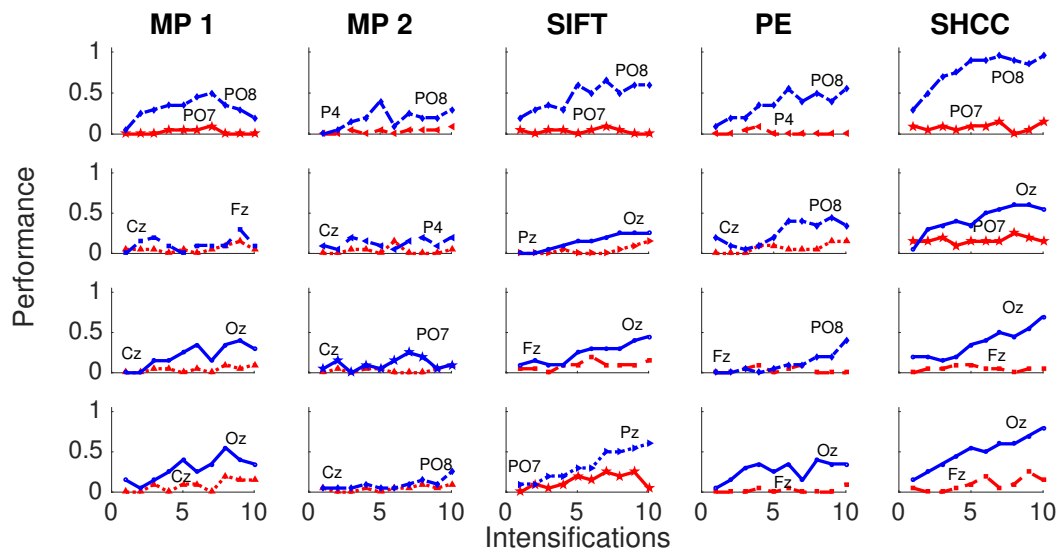 MP 1 MP 2 SIFT PE SHCC
1
0.5
0
PO8
PO7
P4
PO8
PO8
PO7
PO8
P4
PO8
PO7
1
0.5
0
Cz
Fz
Cz
P4
Pz
Oz
Cz
PO8
Oz
PO7
Performance
1
0.5
0
Cz
Oz
Cz
PO7
Fz
Oz
Fz
PO8
Oz
Fz
1
0.5
0
Cz
Oz
Cz
PO8
PO7
Pz
Oz
Fz
Oz
Fz
0 5 10 0 5 10 0 5 10 0 5 10 0 5 10
Intensifications